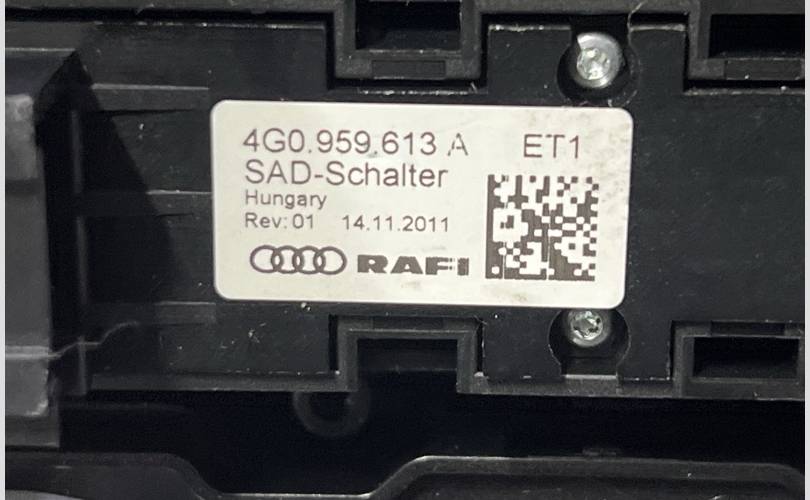 4G0.959.613 A ET1
SAD-Schalter
Hungary
Rev: 01 14.11.2011
RAFI